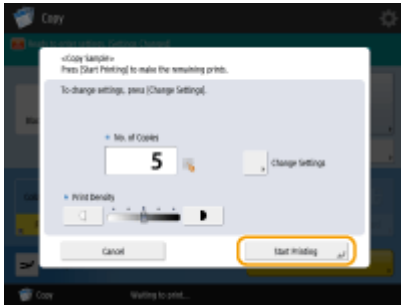 Copy
<Copy Sample>
Press [Start Printing] to make the remaining prints.
To change settings, press [Change Settings].
No. of Copies
5
Change Settings
Print Density
Cancel
Start Printing
Copy
Waiting to print...